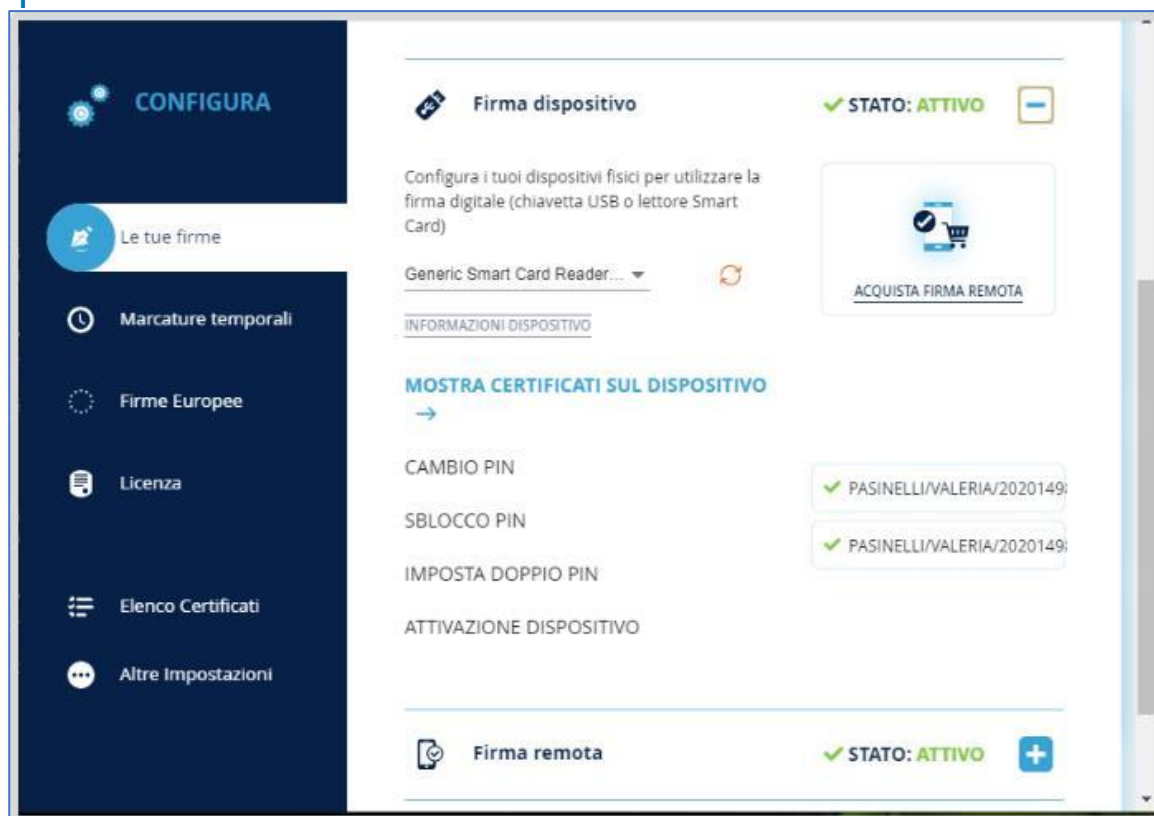 CONFIGURA
Le tue firme
Marcature temporali
Firme Europee
Licenza
Elenco Certificati
Altre Impostazioni
Firma dispositivo
STATO: ATTIVO
Configura i tuoi dispositivi fisici per utilizzare la
firma digitale (chiavetta USB o lettore Smart
Card)
Generic Smart Card Reader...
INFORMAZIONI DISPOSITIVO
ACQUISTA FIRMA REMOTA
MOSTRA CERTIFICATI SUL DISPOSITIVO
CAMBIO PIN
SBLOCCO PIN
IMPOSTA DOPPIO PIN
ATTIVAZIONE DISPOSITIVO
PASINELLI/VALERIA/20201498
PASINELLI/VALERIA/20201498
Firma remota
STATO: ATTIVO